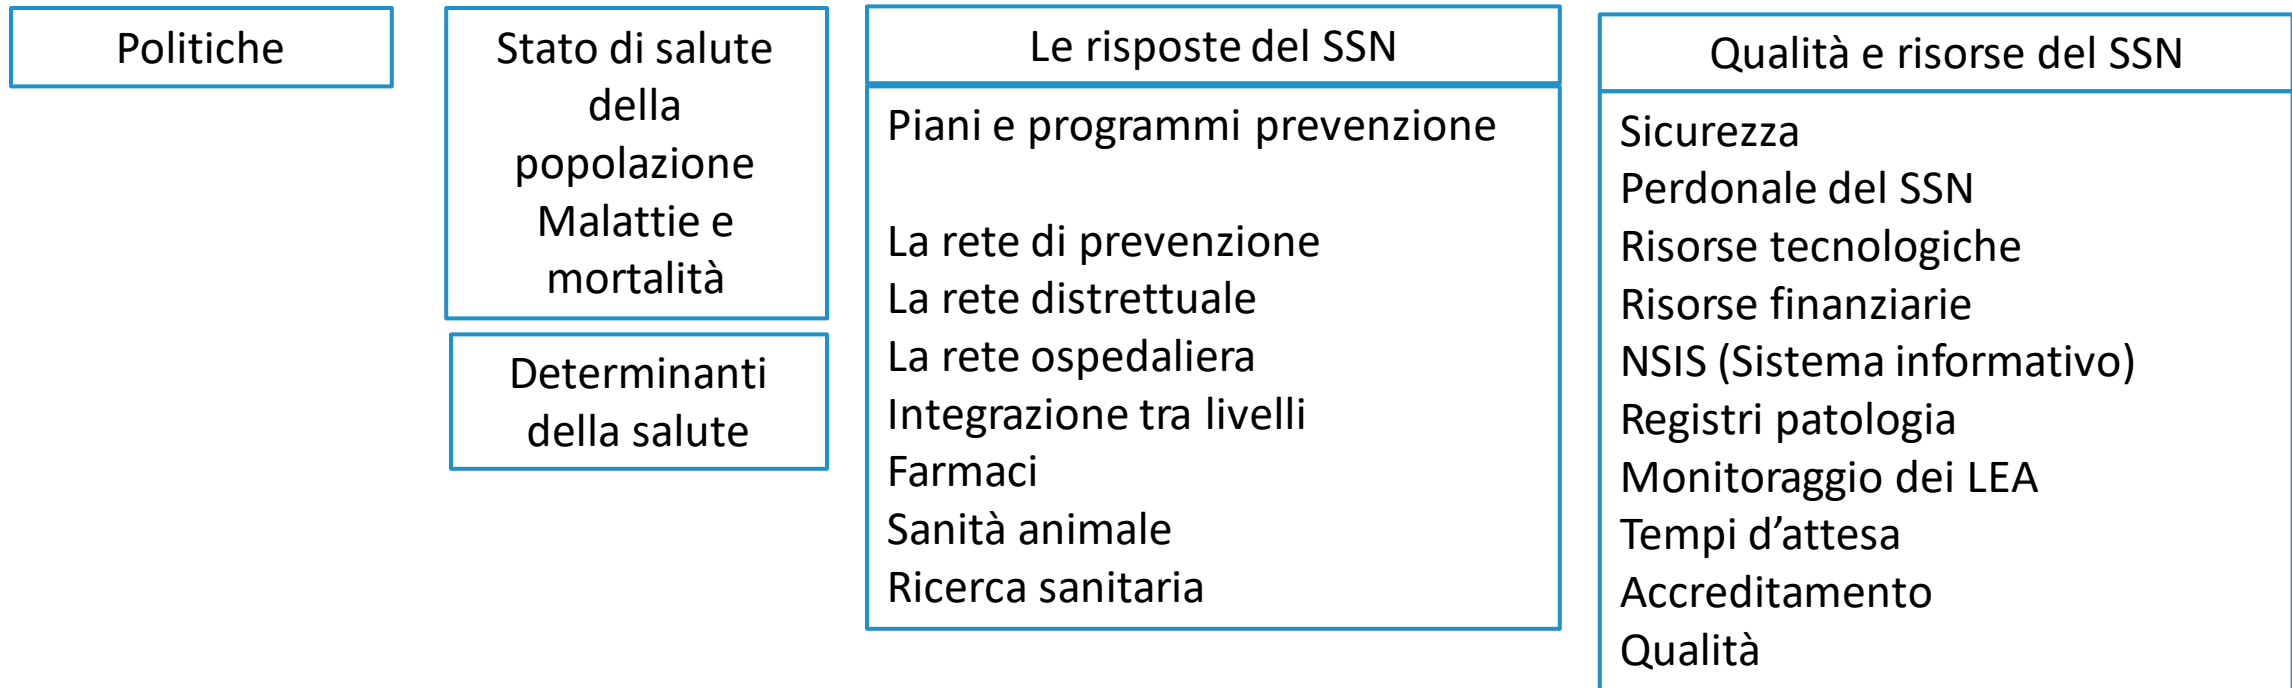 Politiche
Stato di salute
della
popolazione
Malattie e
mortalità
Determinanti
della salute
Le risposte del SSN
Piani e programmi prevenzione
La rete di prevenzione
La rete distrettuale
La rete ospedaliera
Integrazione tra livelli
Farmaci
Sanità animale
Ricerca sanitaria
Qualità e risorse del SSN
Sicurezza
Perdonale del SSN
Risorse tecnologiche
Risorse finanziarie
NSIS (Sistema informativo)
Registri patologia
Monitoraggio dei LEA
Tempi d’attesa
Accreditamento
Qualità